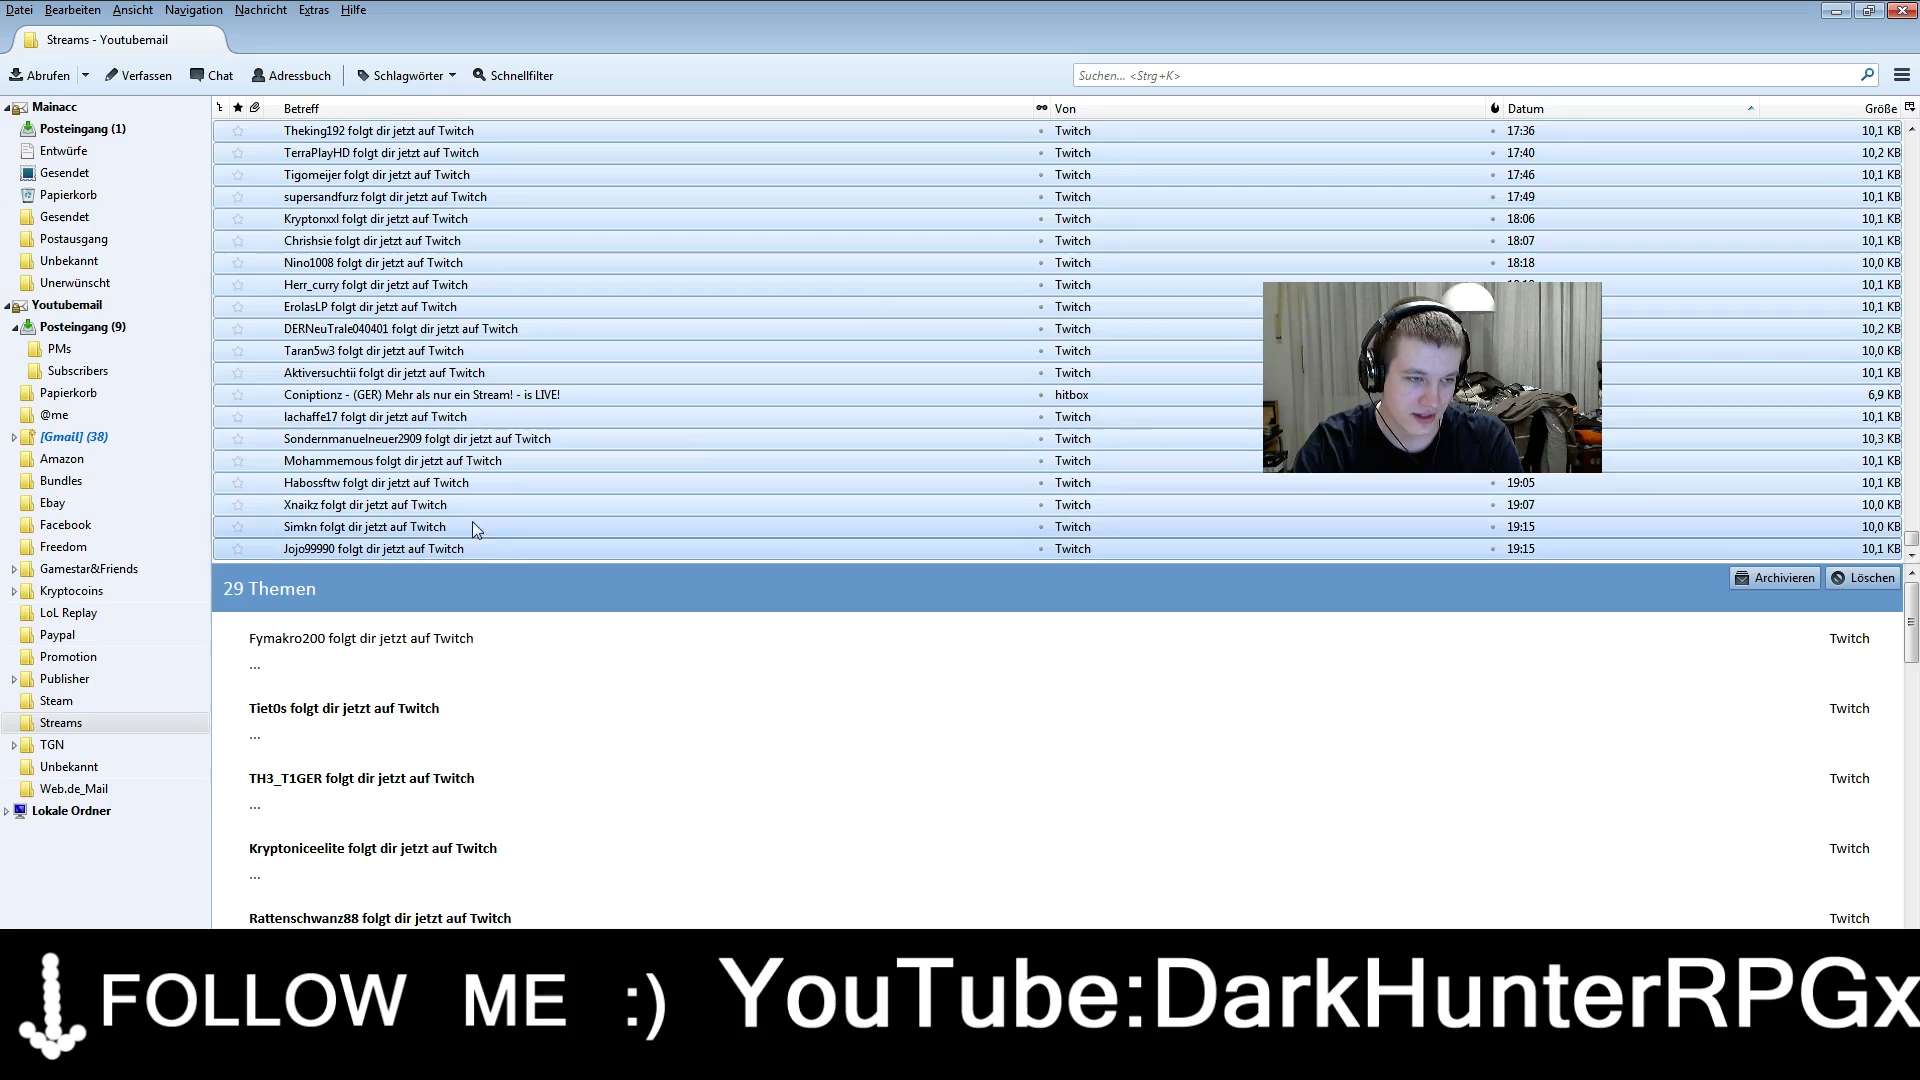 Datei Bearbeiten Ansicht Navigation Nachricht Extras Hilfe
Streams - Youtubemail
Abrufen Verfassen Chat Adressbuch Schlagwörter Schnellfilter Suchen... <Strg+K>
Betreff Von Datum Größe
Theking192 folgt dir jetzt auf Twitch Twitch 17:36 10,1 KB
TerraPlayHD folgt dir jetzt auf Twitch Twitch 17:40 10,2 KB
Tigomeijer folgt dir jetzt auf Twitch Twitch 17:46 10,1 KB
supersandfurz folgt dir jetzt auf Twitch Twitch 17:49 10,1 KB
Kryptonxxl folgt dir jetzt auf Twitch Twitch 18:06 10,1 KB
Chrishsie folgt dir jetzt auf Twitch Twitch 18:07 10,1 KB
Nino1008 folgt dir jetzt auf Twitch Twitch 18:18 10,0 KB
Herr_curry folgt dir jetzt auf Twitch Twitch 10,1 KB
ErolasLP folgt dir jetzt auf Twitch Twitch 10,1 KB
DERNeuTrale040401 folgt dir jetzt auf Twitch Twitch 10,2 KB
Taran5w3 folgt dir jetzt auf Twitch Twitch 10,0 KB
Aktiversuchtii folgt dir jetzt auf Twitch Twitch 10,1 KB
Coniptionz - (GER) Mehr als nur ein Stream! - is LIVE! hitbox 6,9 KB
folgt dir jetzt auf Twitch Twitch 10,1 KB
Sondernmanuelneuer2909 folgt dir jetzt auf Twitch Twitch 10,3 KB
Mohammemous folgt dir jetzt auf Twitch Twitch 10,1 KB
Habossftw folgt dir jetzt auf Twitch Twitch 19:05 10,1 KB
Xnaikz folgt dir jetzt auf Twitch Twitch 19:07 10,0 KB
Simkn folgt dir jetzt auf Twitch Twitch 19:15 10,0 KB
Jojo99990 folgt dir jetzt auf Twitch Twitch 19:15 10,1 KB
Mainacc
Posteingang (1)
Entwürfe
Gesendet
Papierkorb
Gesendet
Postausgang
Unbekannt
Unerwünscht
Youtubemail
Posteingang (9)
PMs
Subscribers
Papierkorb
@me
[Gmail] (38)
Amazon
Bundles
Ebay
Facebook
Freedom
Gamestar&Friends
Kryptocoins
LoL Replay
Paypal
Promotion
Publisher
Steam
Streams
TGN
Unbekannt
Web.de_Mail
Lokale Ordner
29 Themen Archivieren Löschen
Fymakro200 folgt dir jetzt auf Twitch Twitch
...
Tiet0s folgt dir jetzt auf Twitch Twitch
...
TH3_T1GER folgt dir jetzt auf Twitch Twitch
...
Kryptoniceelite folgt dir jetzt auf Twitch Twitch
...
Rattenschwanz88 folgt dir jetzt auf Twitch Twitch
FOLLOW ME :) YouTube:DarkHunterRPGx